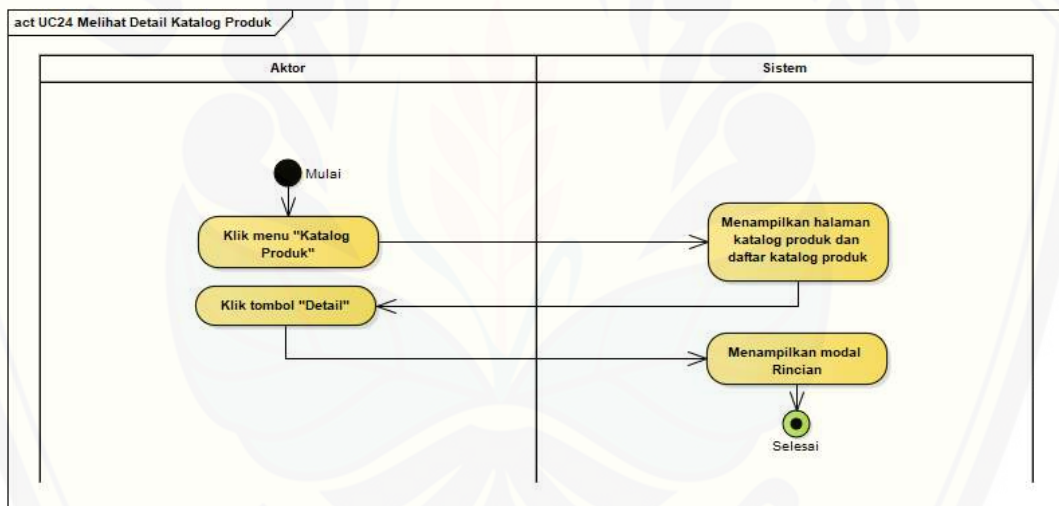 act UC24 Melihat Detail Katalog Produk
Aktor
Sistem
Mulai
Klik menu "Katalog
Produk"
Menampilkan halaman
katalog produk dan
daftar katalog produk
Klik tombol "Detail"
Menampilkan modal
Rincian
Selesai